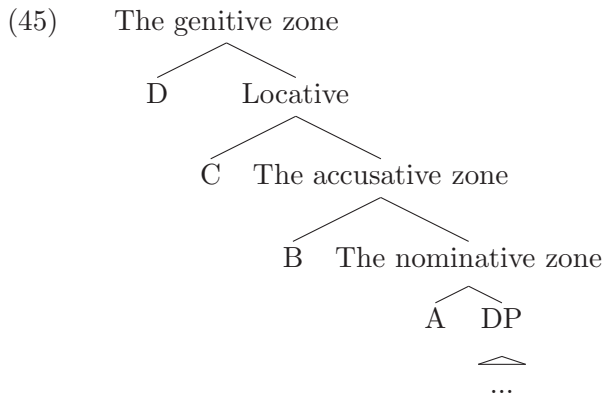 (45) The genitive zone
D Locative
C The accusative zone
B The nominative zone
A DP
...